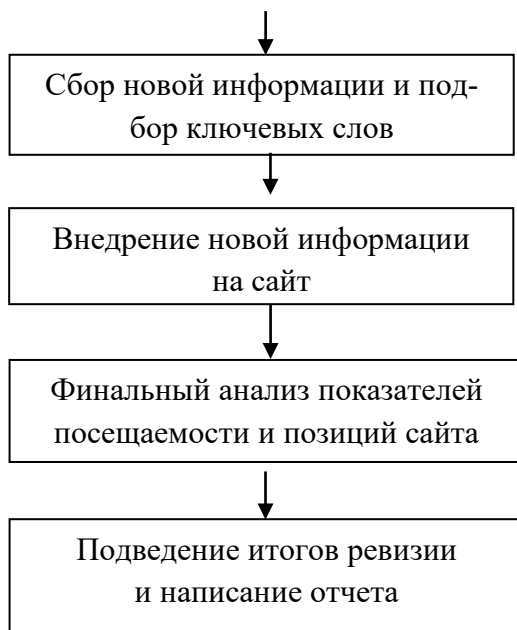 Сбор новой информации и под-
бор ключевых слов
Внедрение новой информации
на сайт
Финальный анализ показателей
посещаемости и позиций сайта
Подведение итогов ревизии
и написание отчета